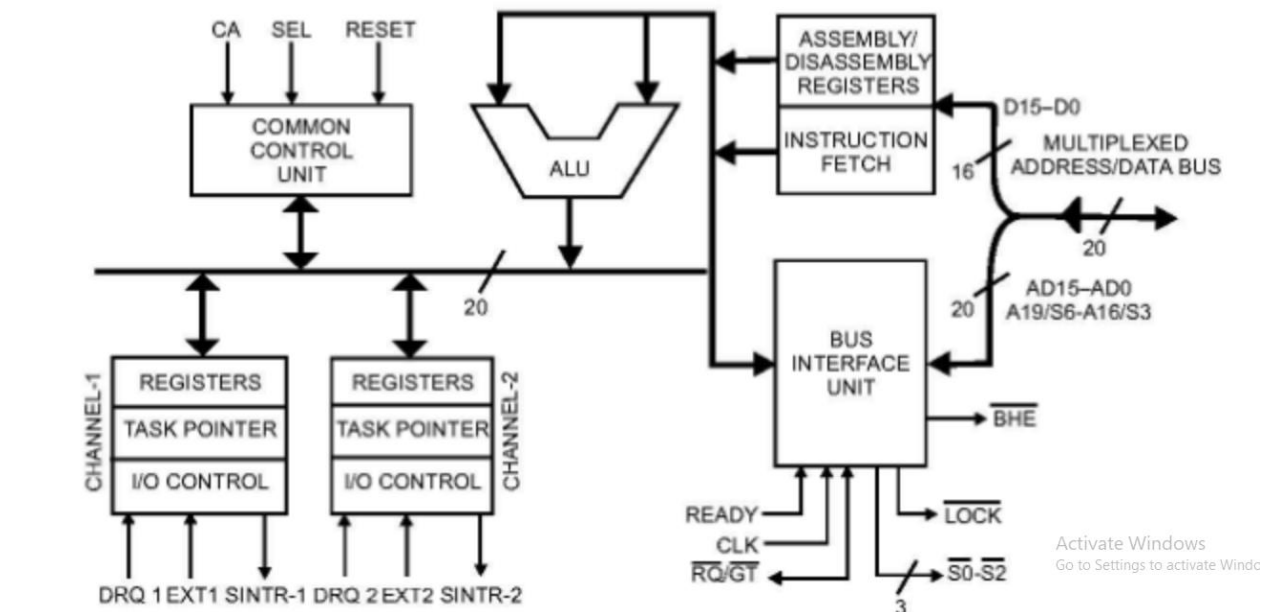 CA SEL RESET
COMMON
CONTROL
UNIT
ALU
ASSEMBLY/
DISASSEMBLY
REGISTERS
INSTRUCTION
FETCH
D15–D0
16
MULTIPLEXED
ADDRESS/DATA BUS
20
20
AD15–AD0
A19/S6-A16/S3
20
BUS
INTERFACE
UNIT
BHE
READY
CLK
RQ/GT
LOCK
S0-S2
3
CHANNEL-1
REGISTERS
TASK POINTER
I/O CONTROL
DRQ 1 EXT1 SINTR-1
REGISTERS
TASK POINTER
I/O CONTROL
CHANNEL-2
DRQ 2 EXT2 SINTR-2
Activate Windows
Go to Settings to activate Windc